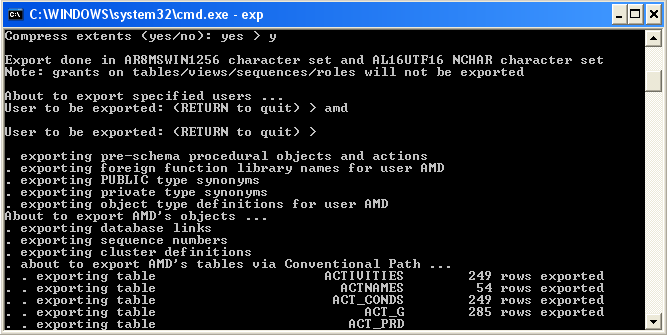 C:\WINDOWS\system32\cmd.exe - exp
Compress extents (yes/no): yes > y
Export done in AR8MSWIN1256 character set and AL16UTF16 NCHAR character set
Note: grants on tables/views/sequences/roles will not be exported
About to export specified users ...
User to be exported: (RETURN to quit) > amd
User to be exported: (RETURN to quit) >
. exporting pre-schema procedural objects and actions
. exporting foreign function library names for user AMD
. exporting PUBLIC type synonyms
. exporting private type synonyms
. exporting object type definitions for user AMD
About to export AMD's objects ...
. exporting database links
. exporting sequence numbers
. exporting cluster definitions
. about to export AMD's tables via Conventional Path ...
. . exporting table ACTIVITIES 249 rows exported
. . exporting table ACTNAMES 54 rows exported
. . exporting table ACT_CONDS 249 rows exported
. . exporting table ACT_G 285 rows exported
. . exporting table ACT_PRD